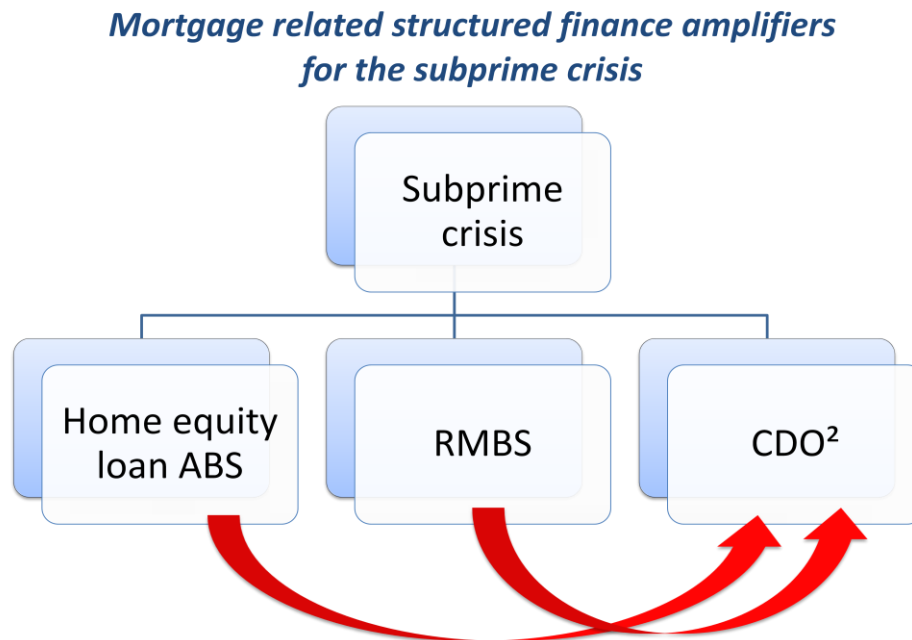 Mortgage related structured finance amplifiers
for the subprime crisis
Subprime
crisis
Home equity
loan ABS
RMBS
CDO²